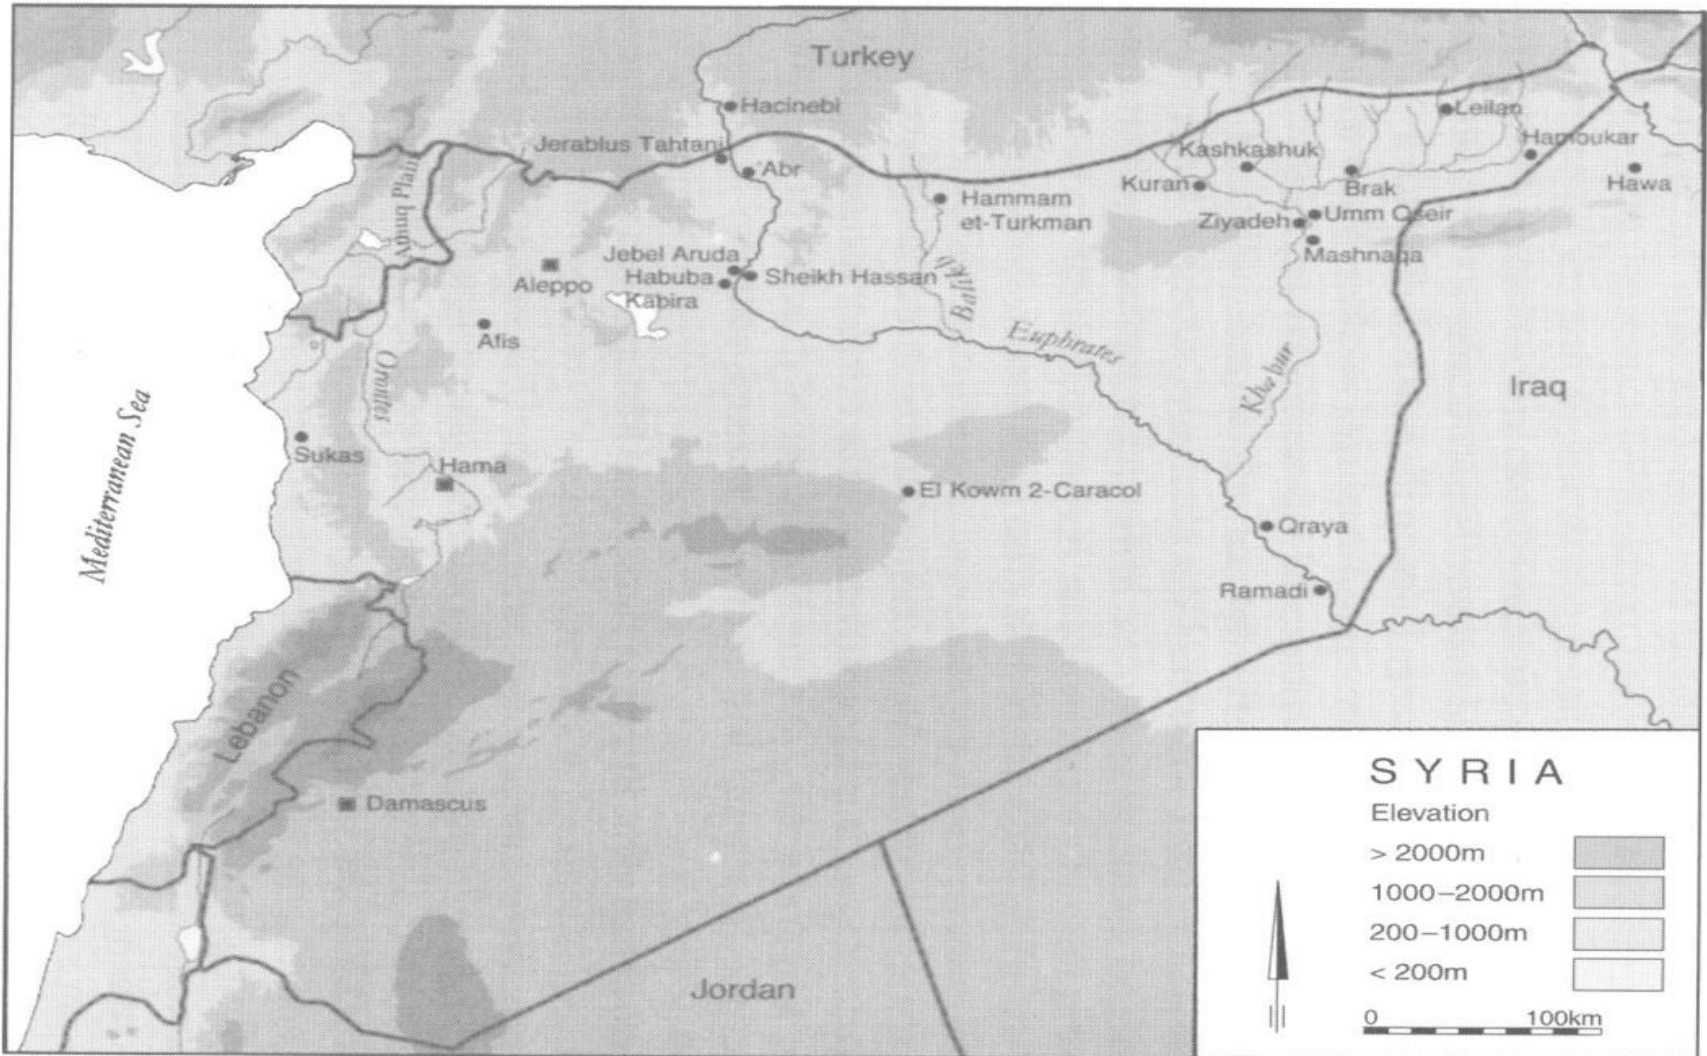 Turkey
Hacinebi
Leilan
Jerablus Tahtani
Hamoukar
'Abr
Kashkashuk
Amuq Plain
Kuran
Brak
Hawa
Hammam
et-Turkman
Umm Qseir
Ziyadeh
Mashnaqa
Jebel Aruda
Aleppo
Habuba
Kabira
Sheikh Hassan
Balikh
Afis
Euphrates
Orontes
Khabur
Iraq
Mediterranean Sea
Sukas
Hama
El Kowm 2-Caracol
Qraya
Ramadi
Lebanon
Damascus
Jordan
SYRIA
Elevation
> 2000m
1000–2000m
200–1000m
< 200m
0 100km